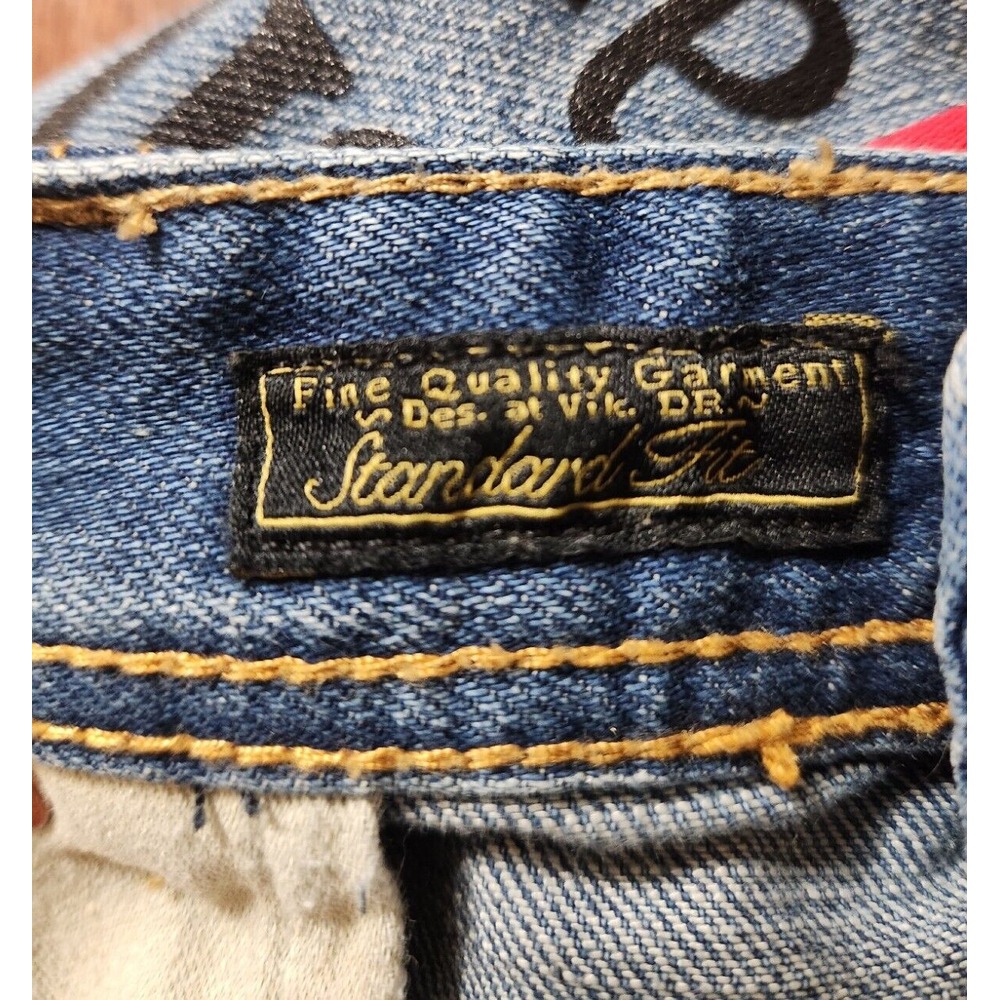 Fine Quality Garment
~Des. at Vik. DR.~
Standard Fit